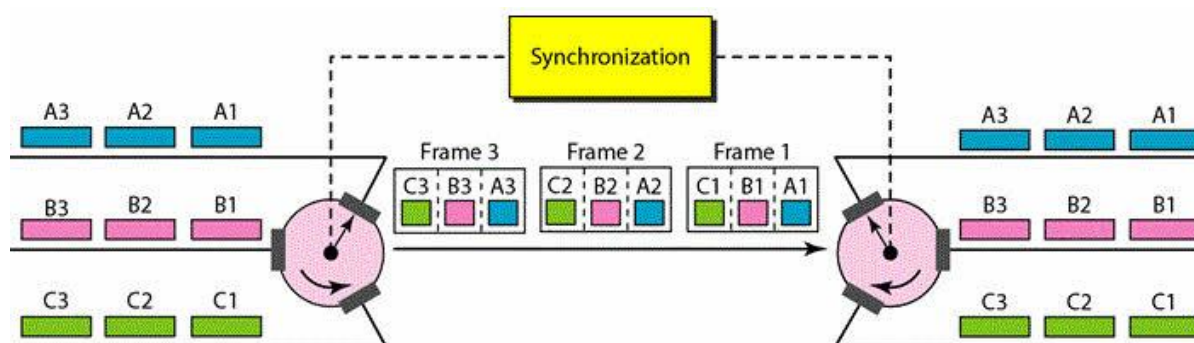 Synchronization
A3 A2 A1
A3 A2 A1
Frame 3 Frame 2 Frame 1
C3 B3 A3 C2 B2 A2 C1 B1 A1
B3 B2 B1
B3 B2 B1
C3 C2 C1
C3 C2 C1